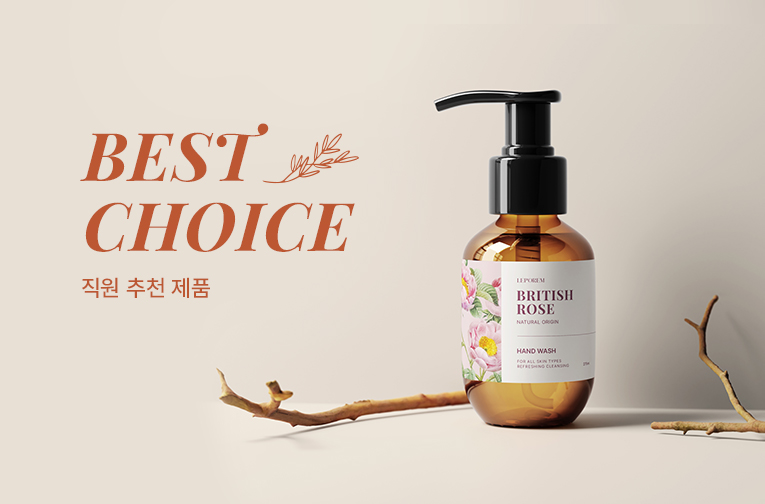 BEST
CHOICE
직원 추천 제품
LEPOREM
BRITISH
ROSE
NATURAL ORIGIN
HAND WASH
FOR ALL SKIN TYPES
REFRESHING CLEANSING